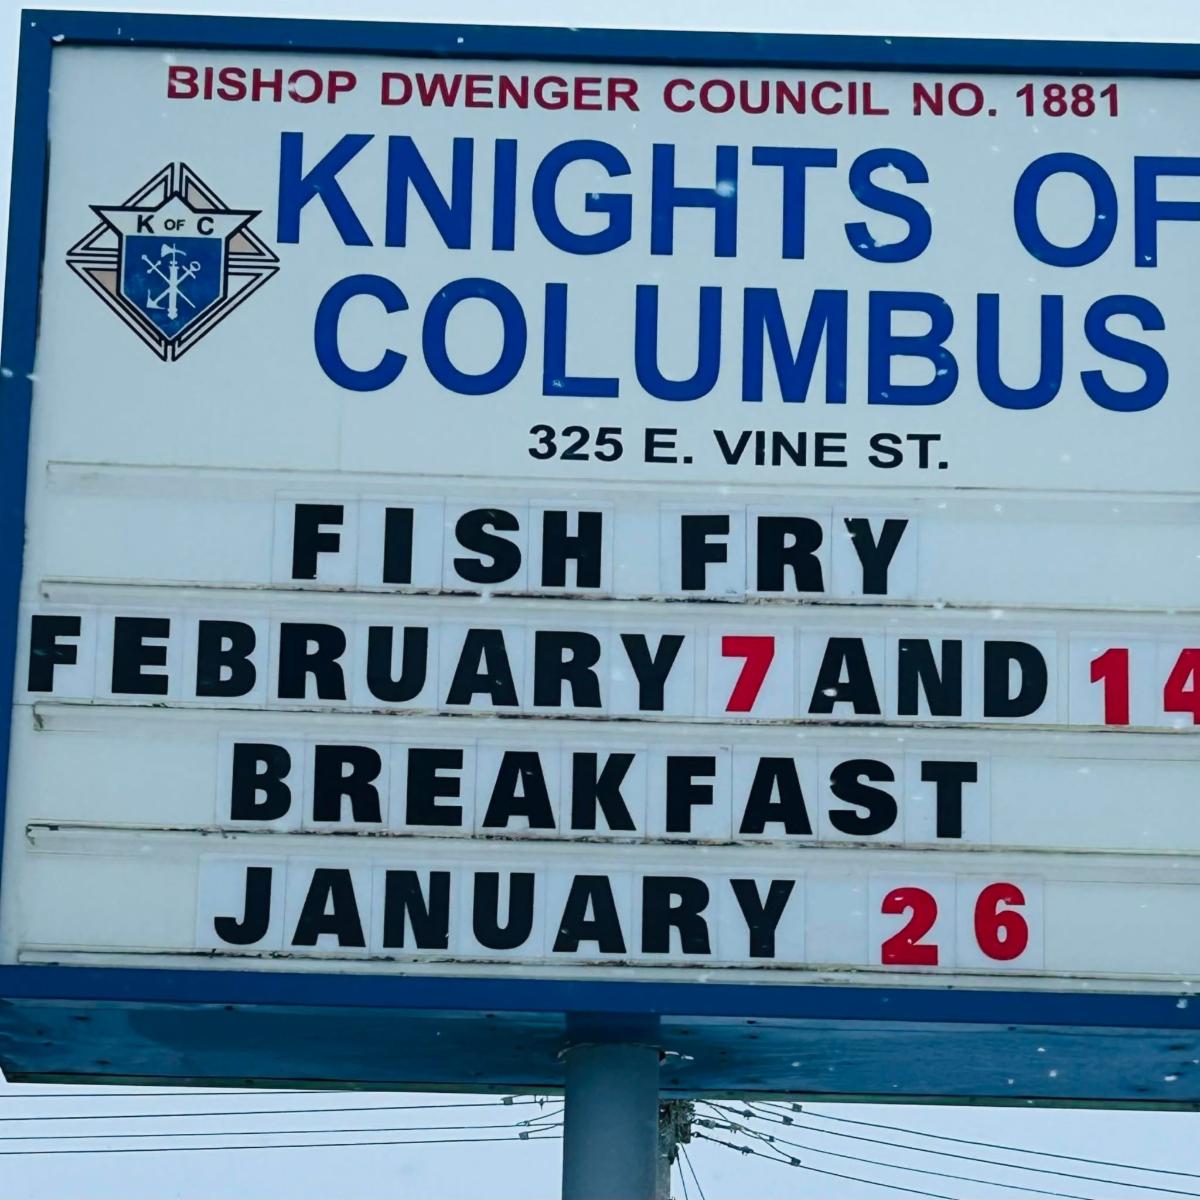 BISHOP DWENGER COUNCIL NO. 1881
KNIGHTS OF
COLUMBUS
K OF C
325 E. VINE ST.
FISH FRY
FEBRUARY 7 AND 14
BREAKFAST
JANUARY 26